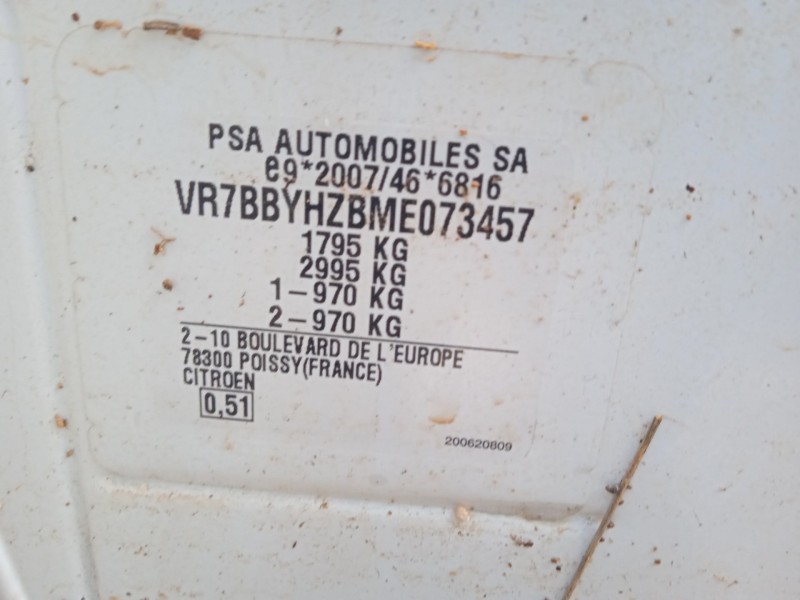 PSA AUTOMOBILES SA
e9*2007/46*6816
VR7BBYHZBME073457
1795 KG
2995 KG
1-970 KG
2-970 KG
2-10 BOULEVARD DE L'EUROPE
78300 POISSY(FRANCE)
CITROEN
0,51
200620809